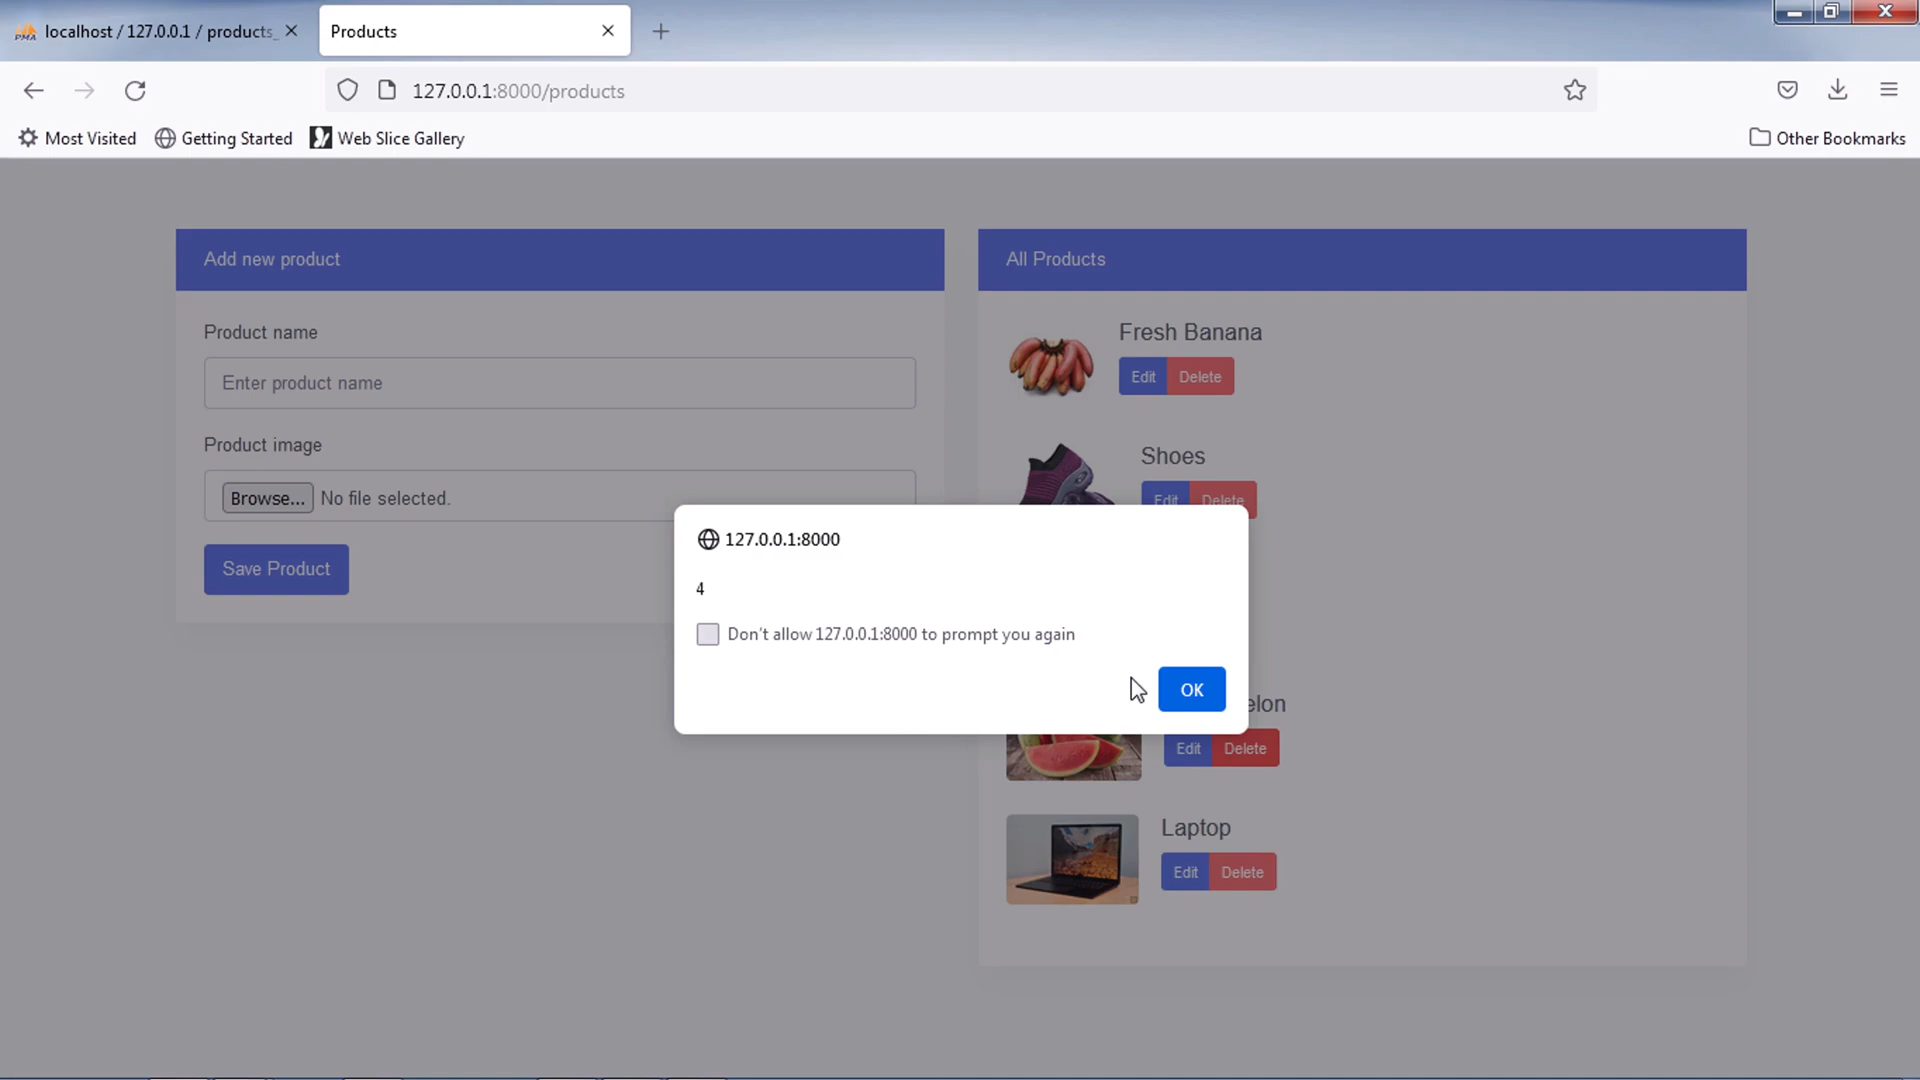 localhost / 127.0.0.1 / products_
Products
127.0.0.1:8000/products
Most Visited
Getting Started
Web Slice Gallery
Other Bookmarks
Add new product
Product name
Enter product name
Product image
Browse... No file selected.
Save Product
All Products
Fresh Banana
Edit Delete
Shoes
Edit Delete
127.0.0.1:8000
4
Don't allow 127.0.0.1:8000 to prompt you again
OK
elon
Edit Delete
Laptop
Edit Delete